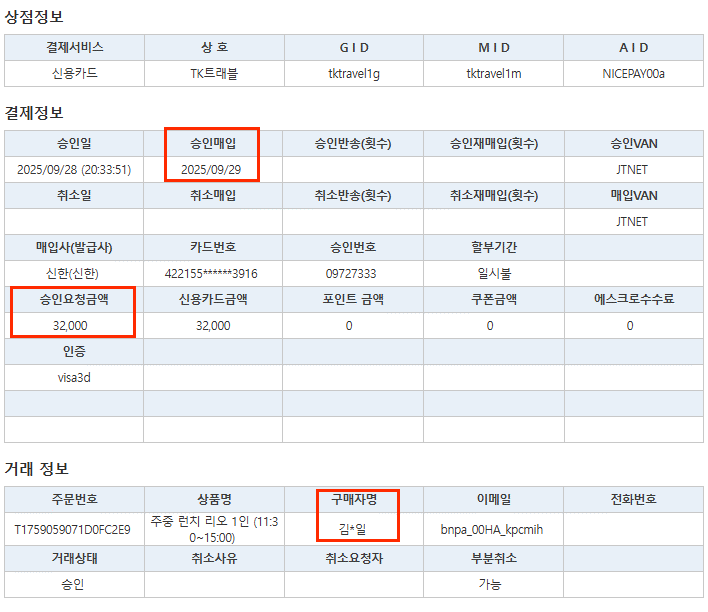 상점정보
결제서비스 상 호 G I D M I D A I D
신용카드 TK트래블 tktravel1g tktravel1m NICEPAY00a
결제정보
승인일 승인매입 승인반송(횟수) 승인재매입(횟수) 승인VAN
2025/09/28 (20:33:51) 2025/09/29 JTNET
취소일 취소매입 취소반송(횟수) 취소재매입(횟수) 매입VAN
JTNET
매입사(발급사) 카드번호 승인번호 할부기간
신한(신한) 422155******3916 09727333 일시불
승인요청금액 신용카드금액 포인트 금액 쿠폰금액 에스크로수수료
32,000 32,000 0 0 0
인증
visa3d
거래 정보
주문번호 상품명 구매자명 이메일 전화번호
T1759059071D0FC2E9 주중 런치 리오 1인 (11:3
0~15:00) 김*일 bnpa_00HA_kpcmih
거래상태 취소사유 취소요청자 부분취소
승인 가능